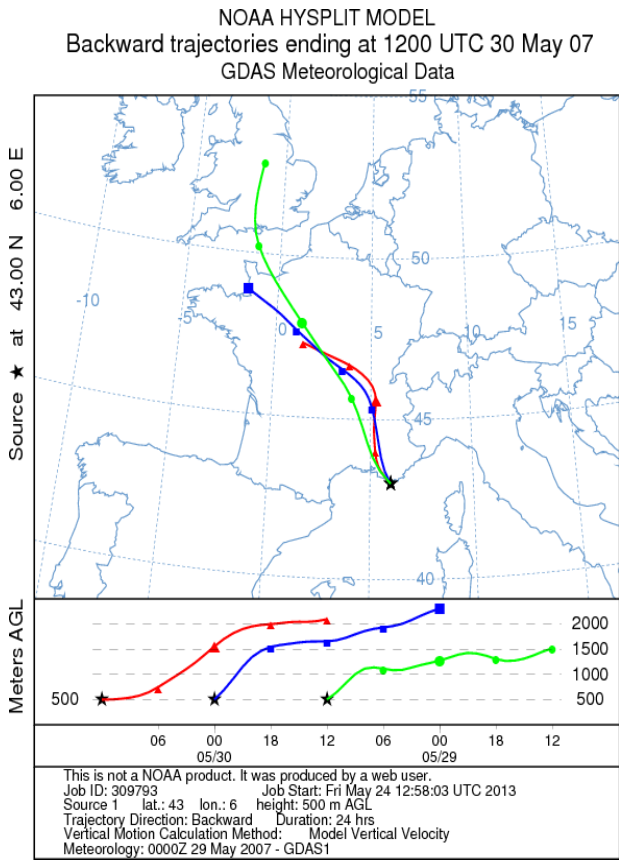 NOAA HYSPLIT MODEL
Backward trajectories ending at 1200 UTC 30 May 07
GDAS Meteorological Data
Source ★ at 43.00 N 6.00 E
55
50
-10
-5
0
5
10
15
45
40
Meters AGL
2000
1500
1000
500
500
06 00 18 12 06 00 12
05/30 05/29
This is not a NOAA product. It was produced by a web user.
Job ID: 309793 Job Start: Fri May 24 12:58:03 UTC 2013
Source 1 lat.: 43 lon.: 6 height: 500 m AGL
Trajectory Direction: Backward Duration: 24 hrs
Vertical Motion Calculation Method: Model Vertical Velocity
Meteorology: 0000Z 29 May 2007 - GDAS1